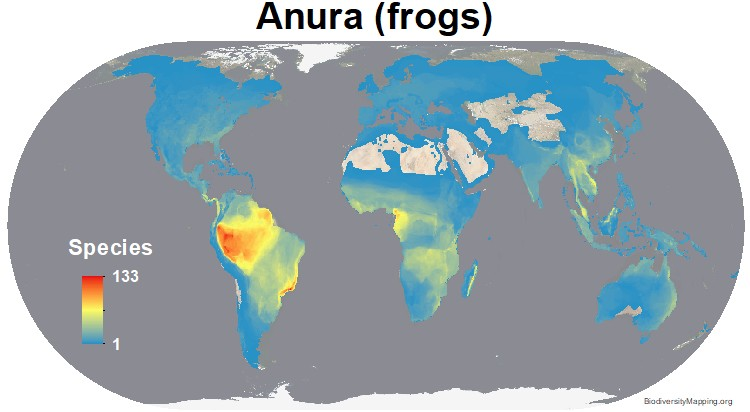 Anura (frogs)
Species
133
1
BiodiversityMapping.org